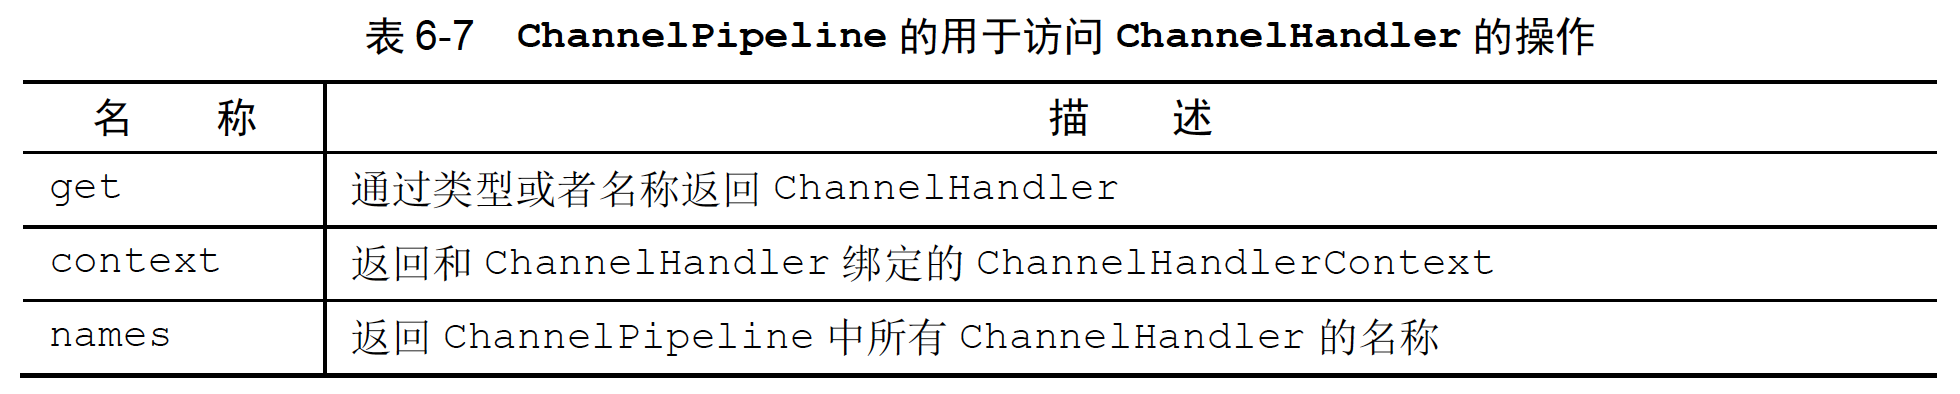 表 6-7 ChannelPipeline 的用于访问 ChannelHandler 的操作
名 称 描 述
get 通过类型或者名称返回 ChannelHandler
context 返回和 ChannelHandler 绑定的 ChannelHandlerContext
names 返回 ChannelPipeline 中所有 ChannelHandler 的名称